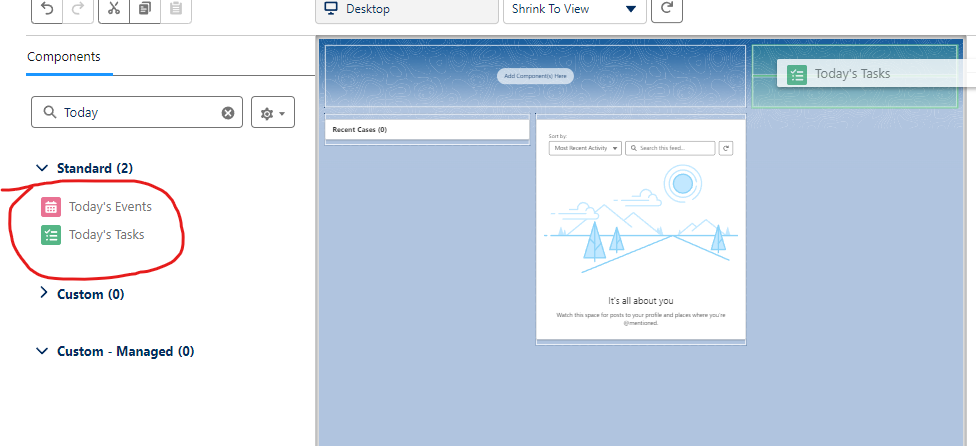 Desktop
Shrink To View
Components
Today
Standard (2)
Today's Events
Today's Tasks
Custom (0)
Custom - Managed (0)
Add Component(s) Here
Today's Tasks
Recent Cases (0)
Sort by:
Most Recent Activity
Search this feed...
It's all about you
Watch this space for posts to your profile and places where you're
@mentioned.